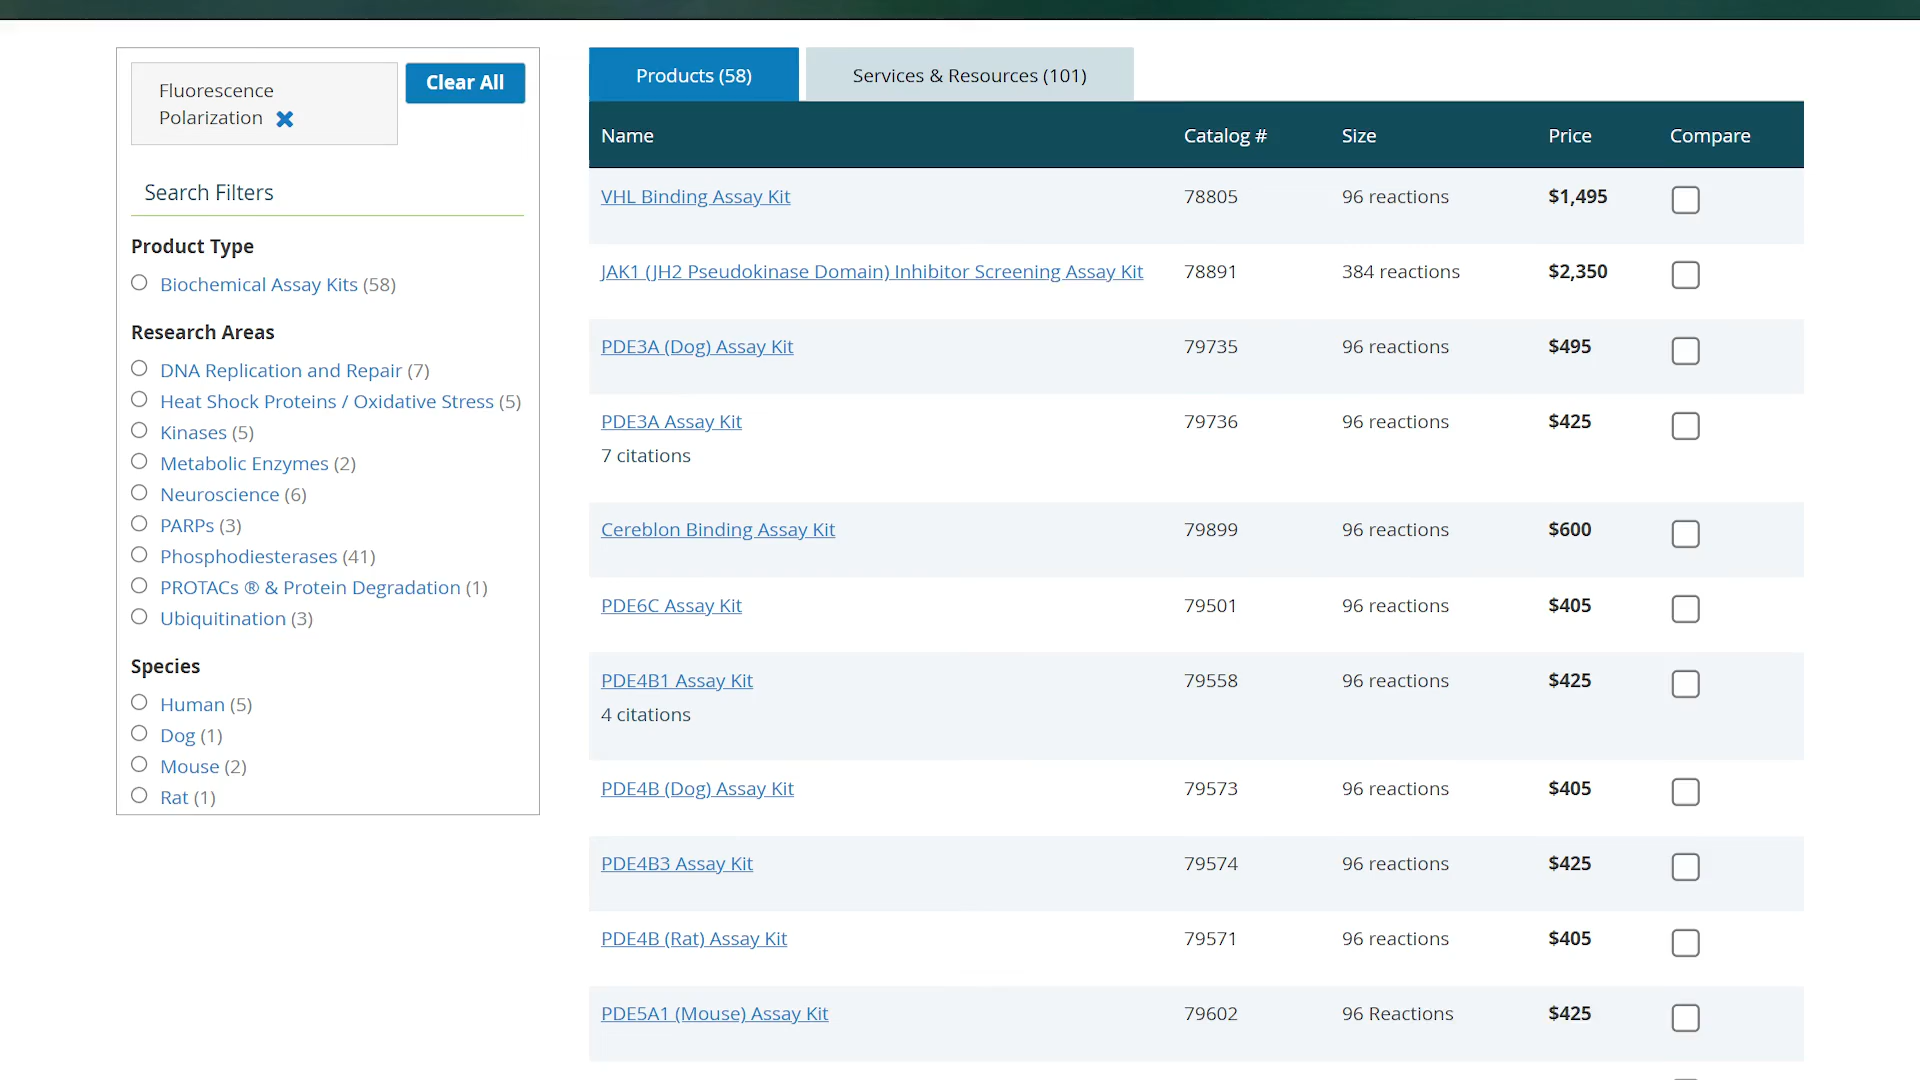 Fluorescence
Polarization
Clear All
Search Filters
Product Type
Biochemical Assay Kits (58)
Research Areas
DNA Replication and Repair (7)
Heat Shock Proteins / Oxidative Stress (5)
Kinases (5)
Metabolic Enzymes (2)
Neuroscience (6)
PARPs (3)
Phosphodiesterases (41)
PROTACs ® & Protein Degradation (1)
Ubiquitination (3)
Species
Human (5)
Dog (1)
Mouse (2)
Rat (1)
Products (58) Services & Resources (101)
Name Catalog # Size Price Compare
VHL Binding Assay Kit 78805 96 reactions $1,495
JAK1 (JH2 Pseudokinase Domain) Inhibitor Screening Assay Kit 78891 384 reactions $2,350
PDE3A (Dog) Assay Kit 79735 96 reactions $495
PDE3A Assay Kit 79736 96 reactions $425
7 citations
Cereblon Binding Assay Kit 79899 96 reactions $600
PDE6C Assay Kit 79501 96 reactions $405
PDE4B1 Assay Kit 79558 96 reactions $425
4 citations
PDE4B (Dog) Assay Kit 79573 96 reactions $405
PDE4B3 Assay Kit 79574 96 reactions $425
PDE4B (Rat) Assay Kit 79571 96 reactions $405
PDE5A1 (Mouse) Assay Kit 79602 96 Reactions $425